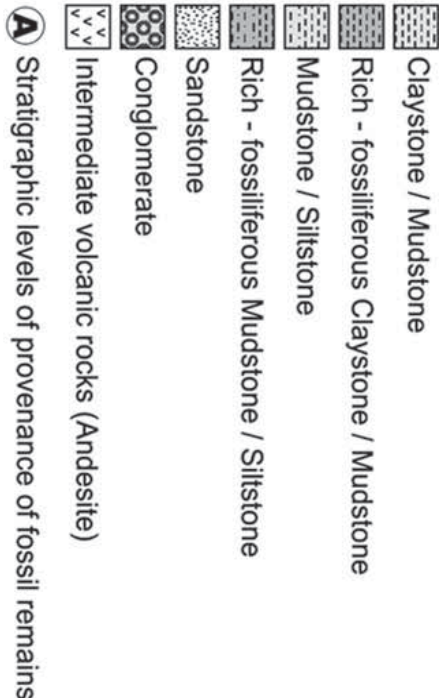 Claystone / Mudstone
Rich - fossiliferous Claystone / Mudstone
Mudstone / Siltstone
Rich - fossiliferous Mudstone / Siltstone
Sandstone
Conglomerate
Intermediate volcanic rocks (Andesite)
A Stratigraphic levels of provenance of fossil remains